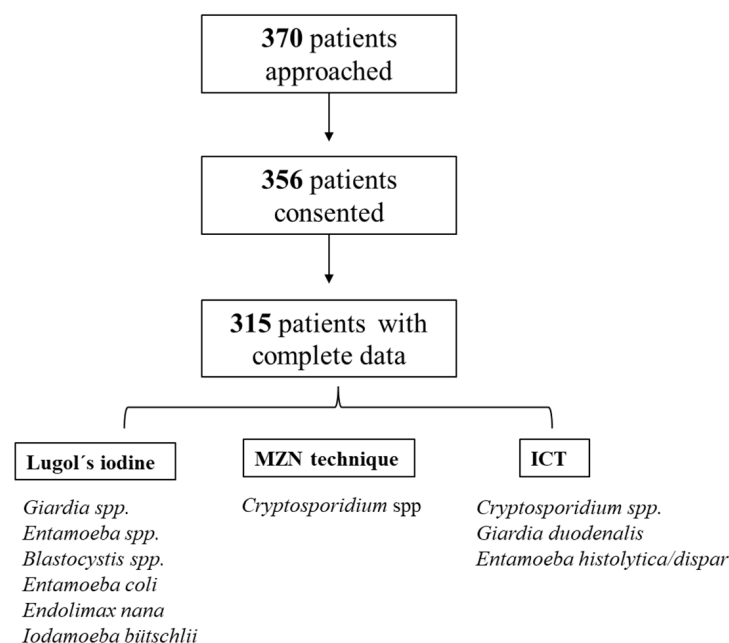 370 patients
approached
356 patients
consented
315 patients with
complete data
Lugol´s iodine
Giardia spp.
Entamoeba spp.
Blastocystis spp.
Entamoeba coli
Endolimax nana
Iodamoeba bütschlii
MZN technique
Cryptosporidium spp
ICT
Cryptosporidium spp.
Giardia duodenalis
Entamoeba histolytica/dispar